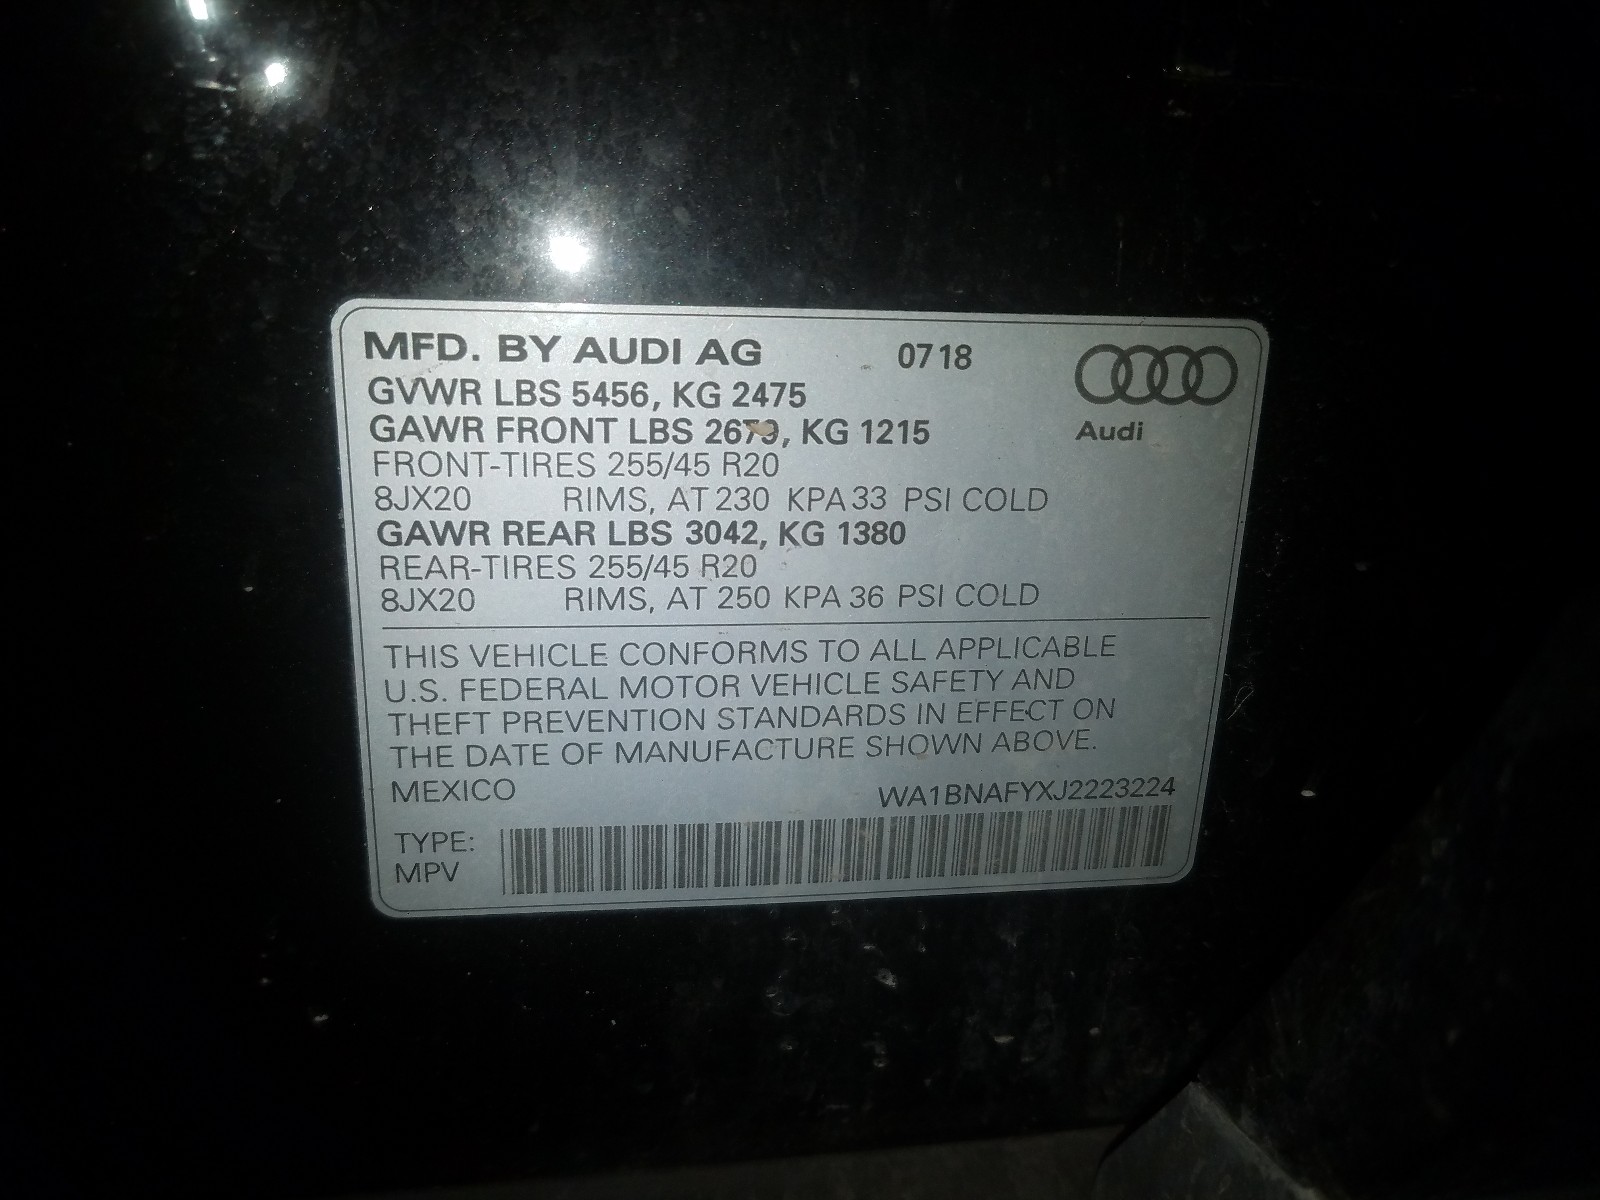 MFD. BY AUDI AG 0718
GVWR LBS 5456, KG 2475
GAWR FRONT LBS 2679, KG 1215
Audi
FRONT-TIRES 255/45 R20
8JX20 RIMS, AT 230 KPA 33 PSI COLD
GAWR REAR LBS 3042, KG 1380
REAR-TIRES 255/45 R20
8JX20 RIMS, AT 250 KPA 36 PSI COLD
THIS VEHICLE CONFORMS TO ALL APPLICABLE
U.S. FEDERAL MOTOR VEHICLE SAFETY AND
THEFT PREVENTION STANDARDS IN EFFECT ON
THE DATE OF MANUFACTURE SHOWN ABOVE.
MEXICO WA1BNAFYXJ2223224
TYPE:
MPV